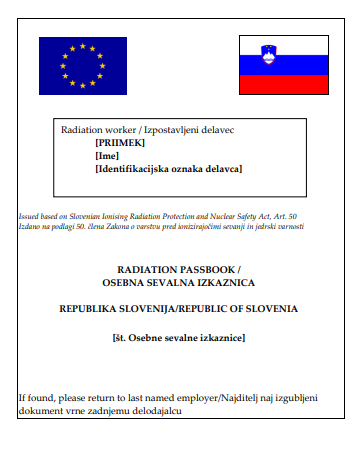 Radiation worker / Izpostavljeni delavec
[PRIIMEK]
[Ime]
[Identifikacijska oznaka delavca]
Issued based on Slovenian Ionising Radiation Protection and Nuclear Safety Act, Art. 50
Izdano na podlagi 50. člena Zakona o varstvu pred ionizirajočimi sevanji in jedrski varnosti
RADIATION PASSBOOK /
OSEBNA SEVALNA IZKAZNICA
REPUBLIKA SLOVENIJA/REPUBLIC OF SLOVENIA
[št. Osebne sevalne izkaznice]
If found, please return to last named employer/Najditelj naj izgubljeni
dokument vrne zadnjemu delodajalcu